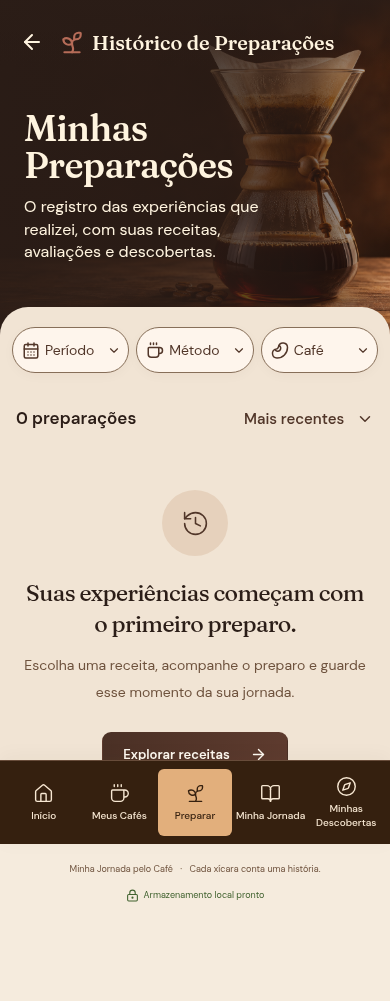 Histórico de Preparações
Minhas
Preparações
O registro das experiências que
realizei, com suas receitas,
avaliações e descobertas.
Período
Método
Café
0 preparações
Mais recentes
Suas experiências começam com
o primeiro preparo.
Escolha uma receita, acompanhe o preparo e guarde
esse momento da sua jornada.
Explorar receitas
Início
Meus Cafés
Preparar
Minha Jornada
Minhas
Descobertas
Minha Jornada pelo Café · Cada xícara conta uma história.
Armazenamento local pronto